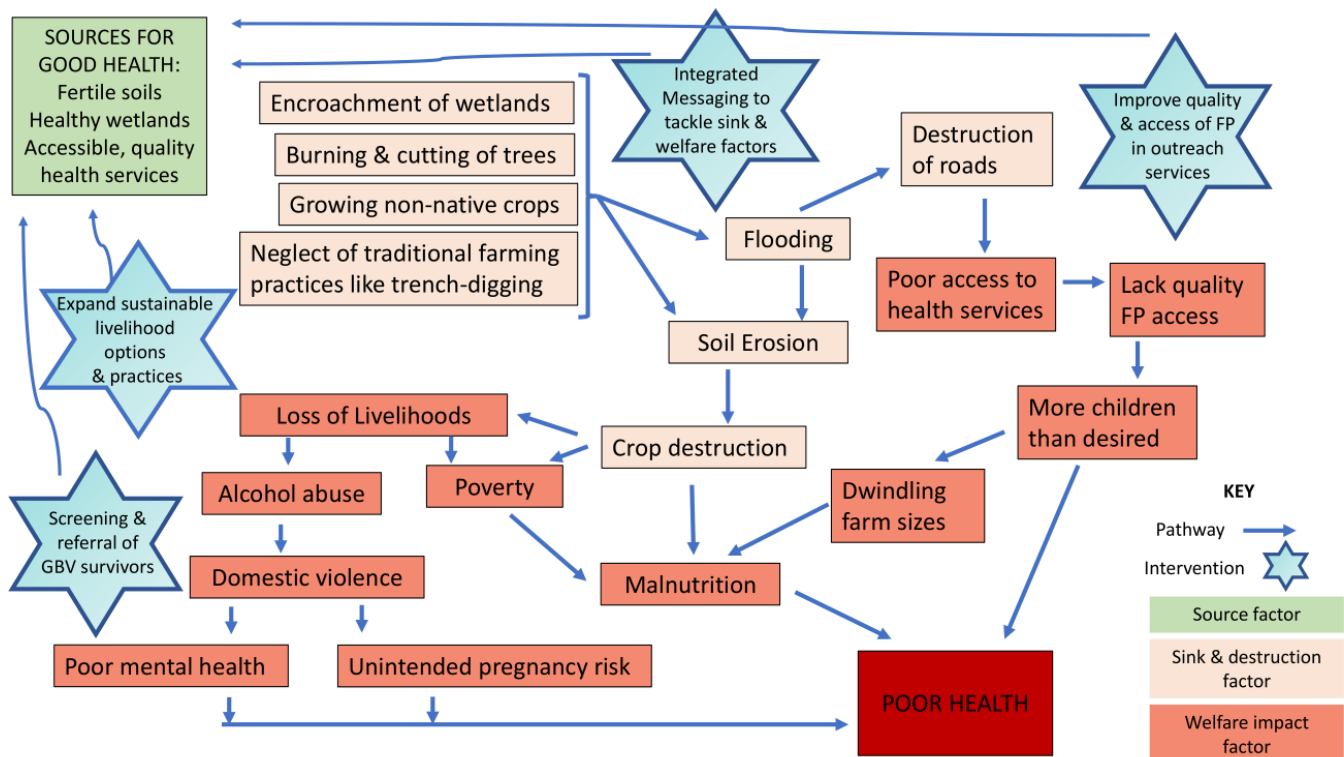 SOURCES FOR
GOOD HEALTH:
Fertile soils
Healthy wetlands
Accessible, quality
health services
Integrated
Messaging to
tackle sink &
welfare factors
Improve quality
& access of FP
in outreach
services
Encroachment of wetlands
Burning & cutting of trees
Growing non-native crops
Neglect of traditional farming
practices like trench-digging
Destruction
of roads
Flooding
Poor access to
health services
Lack quality
FP access
Expand sustainable
livelihood
options
& practices
Soil Erosion
Loss of Livelihoods
Crop destruction
More children
than desired
Alcohol abuse
Poverty
Dwindling
farm sizes
Screening &
referral of
GBV survivors
Domestic violence
Malnutrition
Poor mental health
Unintended pregnancy risk
POOR HEALTH
KEY
Pathway
Intervention
Source factor
Sink & destruction
factor
Welfare impact
factor